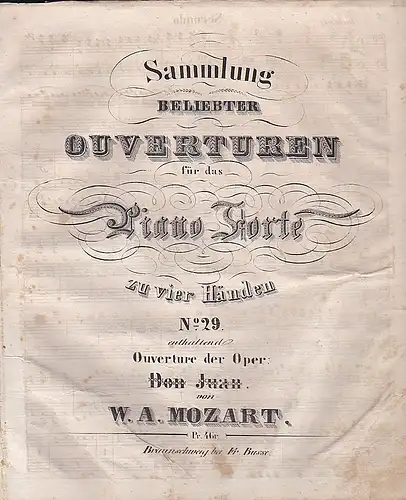 Sammlung
BELIEBTER
OUVERTUREN
für das
Piano Forte
zu vier Händen
No. 29.
enthaltend
Ouverture der Oper:
Don Juan.
von
W. A. MOZART.
Braunschweig bei Fr. Busse